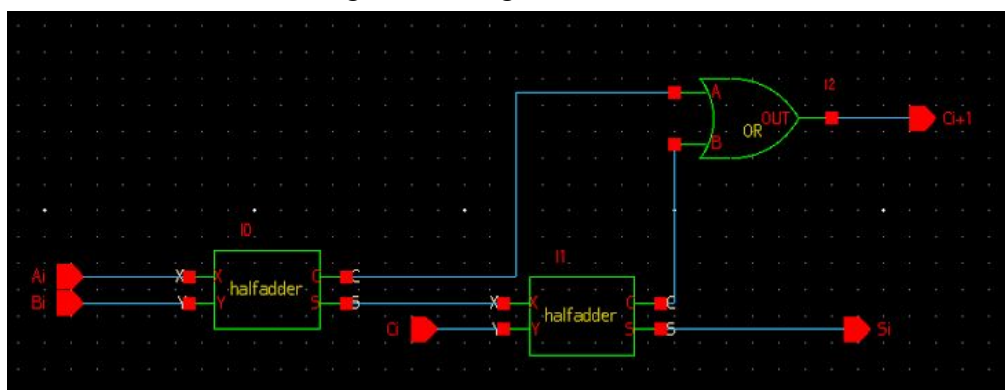 I2
A
OUT
OR
Ci+1
B
I0
Ai X X C C
halfadder
Bi Y Y S S
I1
X X C C
halfadder
Ci Y Y S S Si